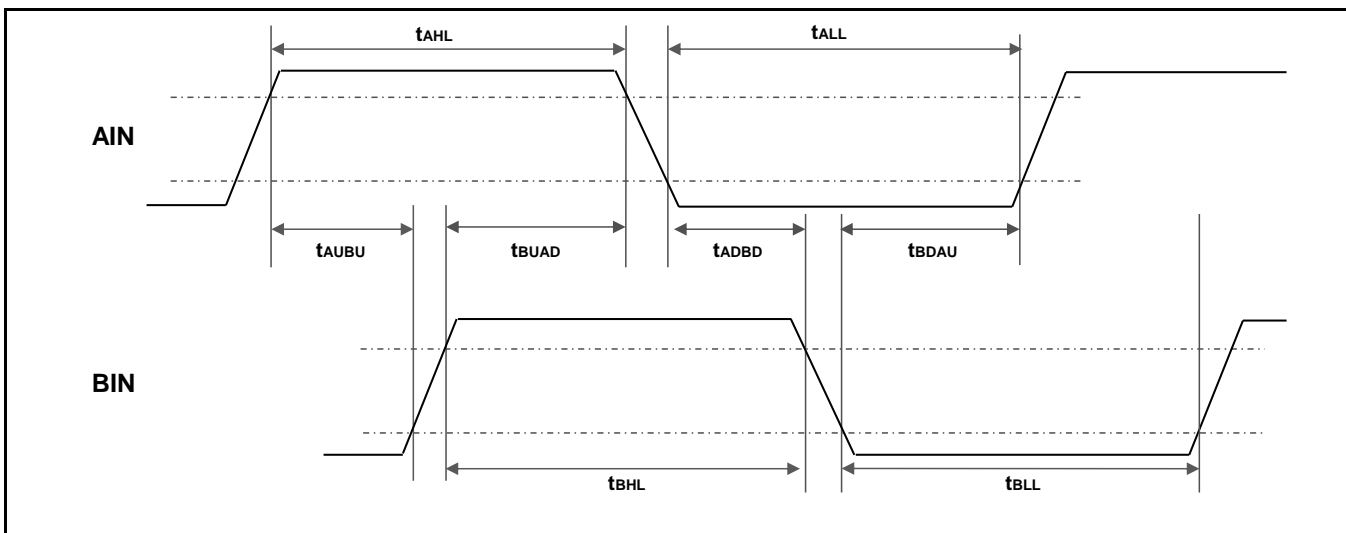 tAHL
tALL
AIN
tAUBU
tBUAD
tADBD
tBDAU
BIN
tBHL
tBLL